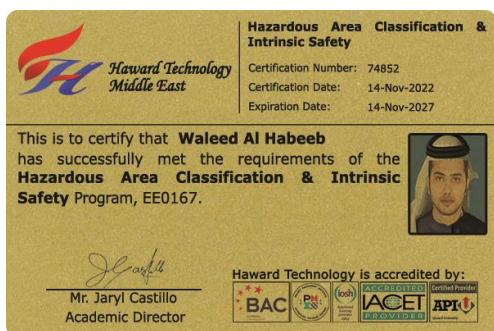 Haward Technology
Middle East
Hazardous Area Classification &
Intrinsic Safety
Certification Number: 74852
Certification Date: 14-Nov-2022
Expiration Date: 14-Nov-2027
This is to certify that Waleed Al Habeeb
has successfully met the requirements of the
Hazardous Area Classification & Intrinsic
Safety Program, EE0167.
Mr. Jaryl Castillo
Academic Director
Haward Technology is accredited by:
BAC
iosh
ACCREDITED
IACET
PROVIDER
Certified Provider
API